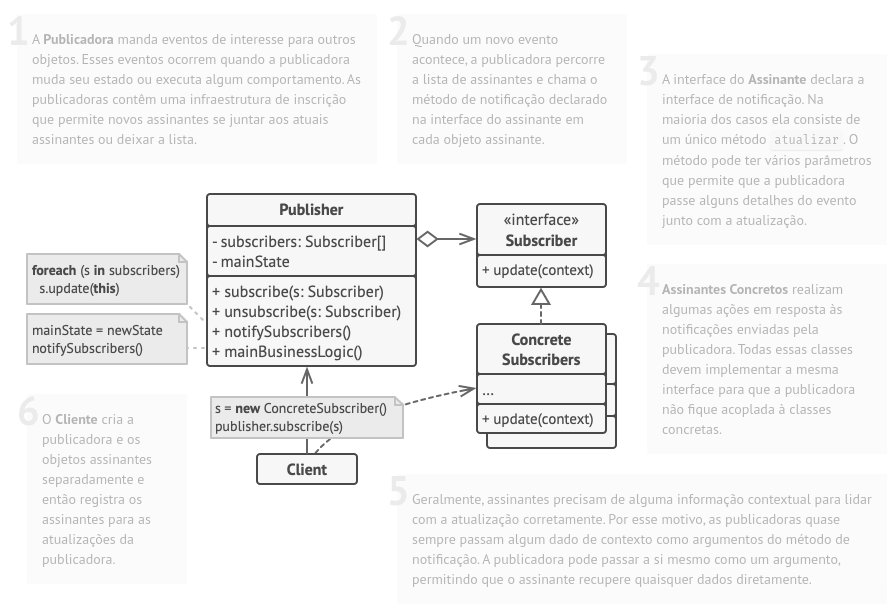 1
A Publicadora manda eventos de interesse para outros
objetos. Esses eventos ocorrem quando a publicadora
muda seu estado ou executa algum comportamento. As
publicadoras contêm uma infraestrutura de inscrição
que permite novos assinantes se juntar aos atuais
assinantes ou deixar a lista.
2
Quando um novo evento
acontece, a publicadora percorre
a lista de assinantes e chama o
método de notificação declarado
na interface do assinante em
cada objeto assinante.
3
A interface do Assinante declara a
interface de notificação. Na
maioria dos casos ela consiste de
um único método atualizar. O
método pode ter vários parâmetros
que permite que a publicadora
passe alguns detalhes do evento
junto com a atualização.
Publisher
- subscribers: Subscriber[]
- mainState
+ subscribe(s: Subscriber)
+ unsubscribe(s: Subscriber)
+ notifySubscribers()
+ mainBusinessLogic()
«interface»
Subscriber
+ update(context)
foreach (s in subscribers)
s.update(this)
mainState = newState
notifySubscribers()
4
Assinantes Concretos realizam
algumas ações em resposta às
notificações enviadas pela
publicadora. Todas essas classes
devem implementar a mesma
interface para que a publicadora
não fique acoplada à classes
concretas.
Concrete
Subscribers
...
+ update(context)
s = new ConcreteSubscriber()
publisher.subscribe(s)
Client
6
O Cliente cria a
publicadora e os
objetos assinantes
separadamente e
então registra os
assinantes para as
atualizações da
publicadora.
5
Geralmente, assinantes precisam de alguma informação contextual para lidar
com a atualização corretamente. Por esse motivo, as publicadoras quase
sempre passam algum dado de contexto como argumentos do método de
notificação. A publicadora pode passar a si mesmo como um argumento,
permitindo que o assinante recupere quaisquer dados diretamente.